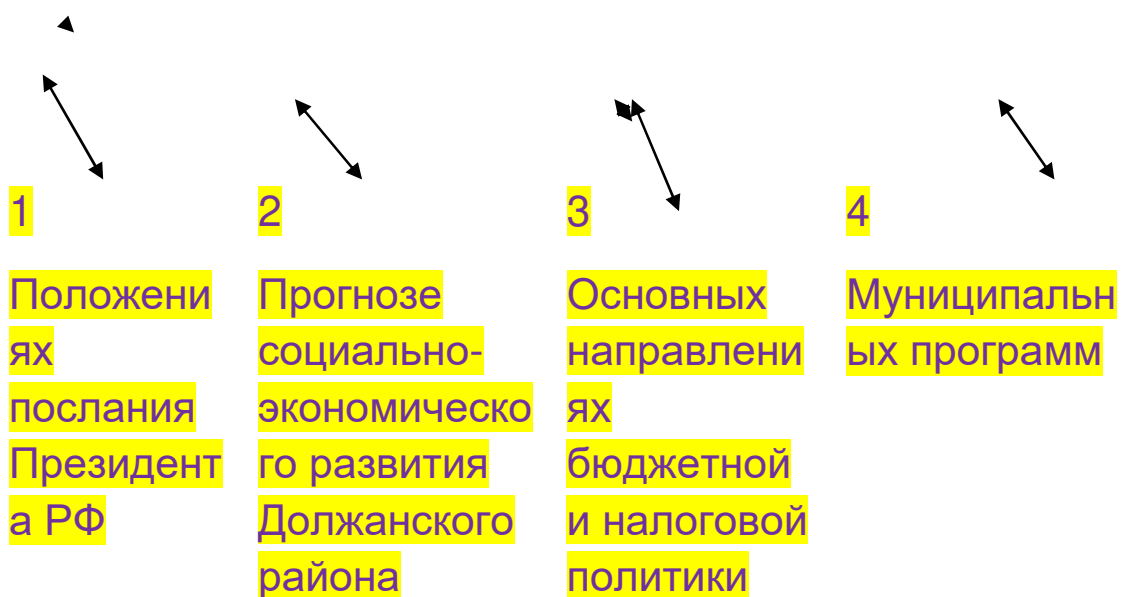 1
Положени
ях
послания
Президент
а РФ
2
Прогнозе
социально-
экономическо
го развития
Должанского
района
3
Основных
направлени
ях
бюджетной
и налоговой
политики
4
Муниципальн
ых программ